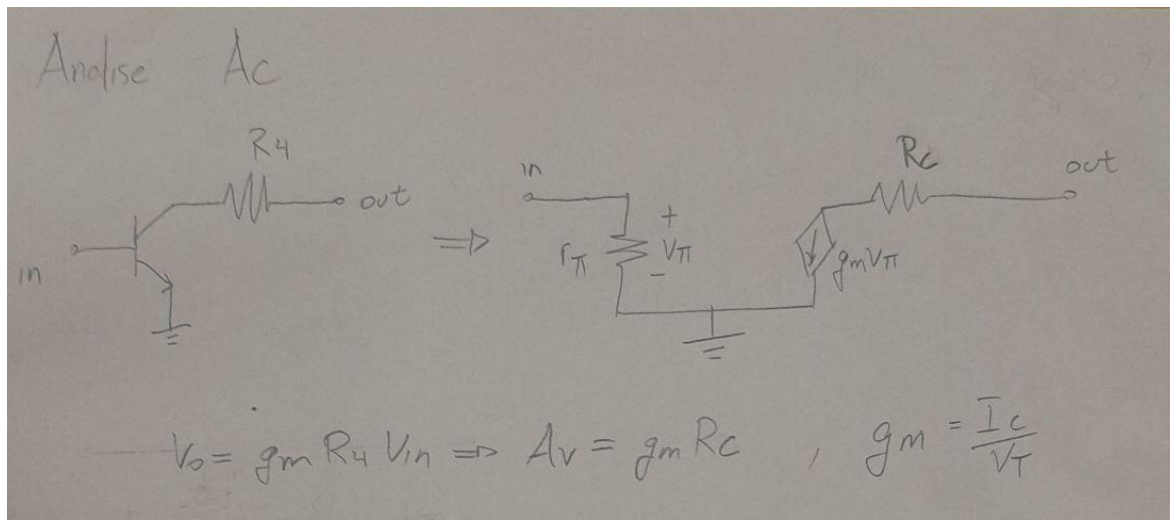 Analise Ac
R4
out
in
⇒
in
rπ
+
Vπ
-
Rc
out
gmVπ
Vo = gm R4 Vin ⇒ Av = gm Rc , gm = Ic/VT